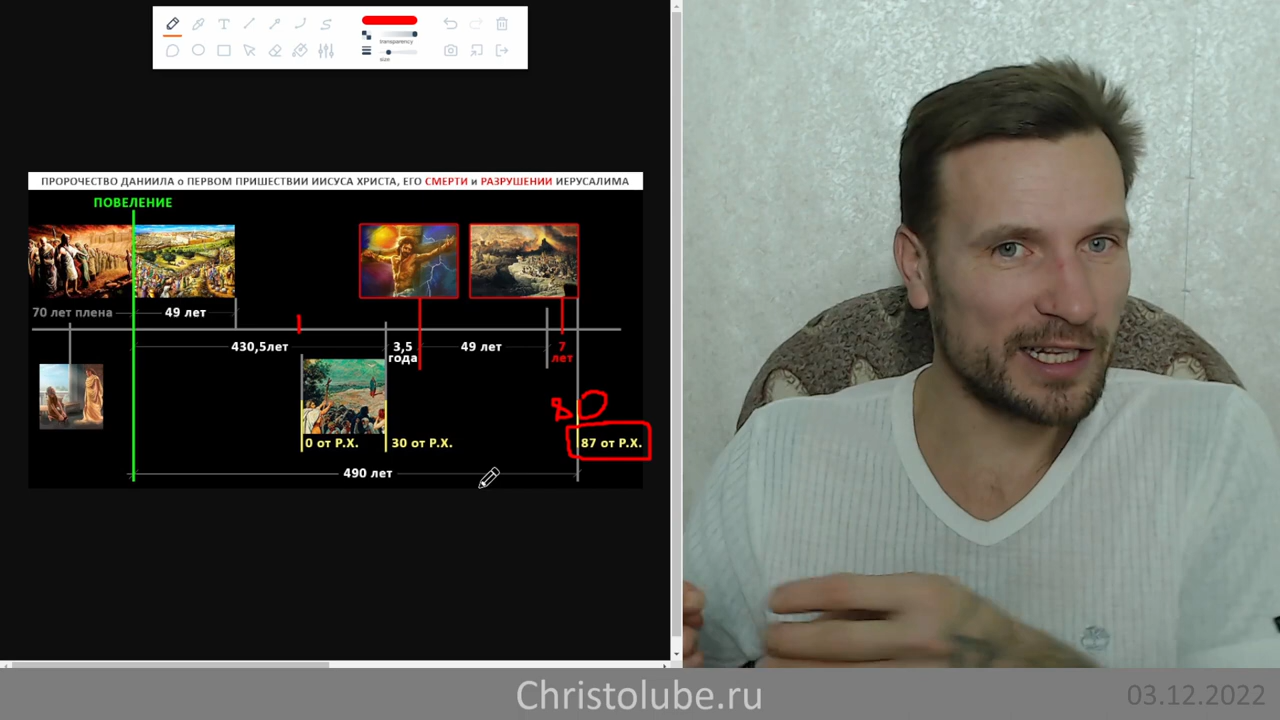 transparency
size
ПРОРОЧЕСТВО ДАНИИЛА о ПЕРВОМ ПРИШЕСТВИИ ИИСУСА ХРИСТА, ЕГО СМЕРТИ и РАЗРУШЕНИИ ИЕРУСАЛИМА
ПОВЕЛЕНИЕ
70 лет плена
49 лет
430,5лет
3,5
года
49 лет
7
лет
80
0 от Р.Х.
30 от Р.Х.
87 от Р.Х.
490 лет
Christolube.ru
03.12.2022